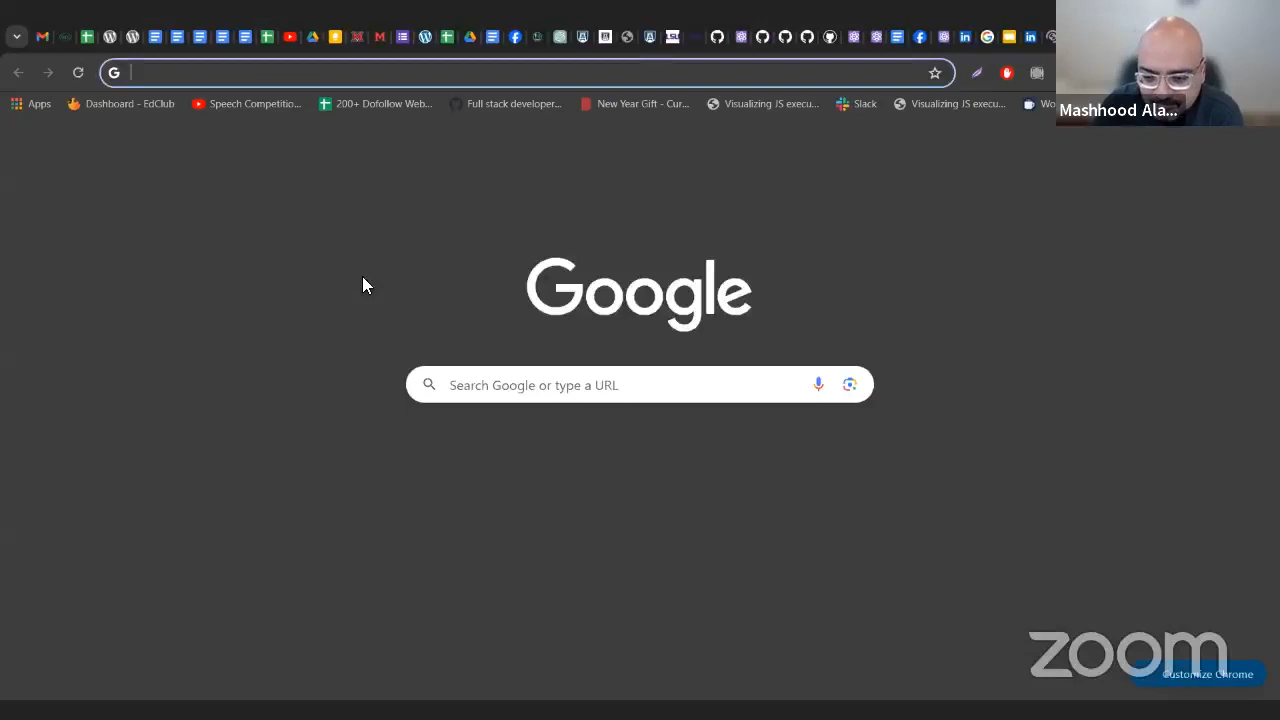 Apps
Dashboard - EdClub
Speech Competitio...
200+ Dofollow Web...
Full stack developer...
New Year Gift - Cur...
Visualizing JS execu...
Slack
Visualizing JS execu...
Wo
Mashhood Ala...
Google
Search Google or type a URL
zoom
Customize Chrome